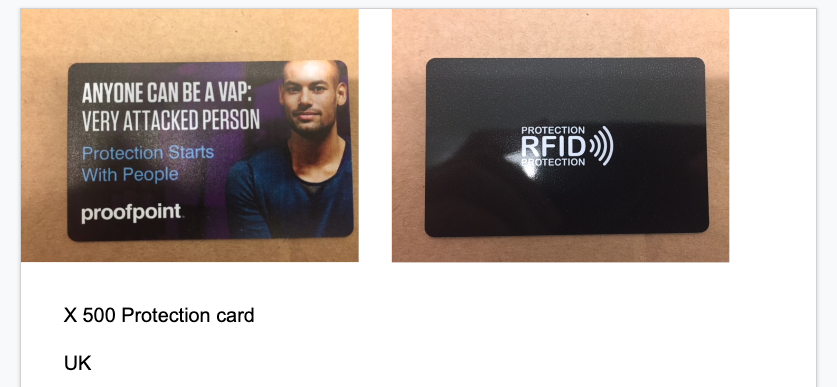 ANYONE CAN BE A VAP:
VERY ATTACKED PERSON
Protection Starts
With People
proofpoint.
PROTECTION
RFID
PROTECTION
X 500 Protection card
UK